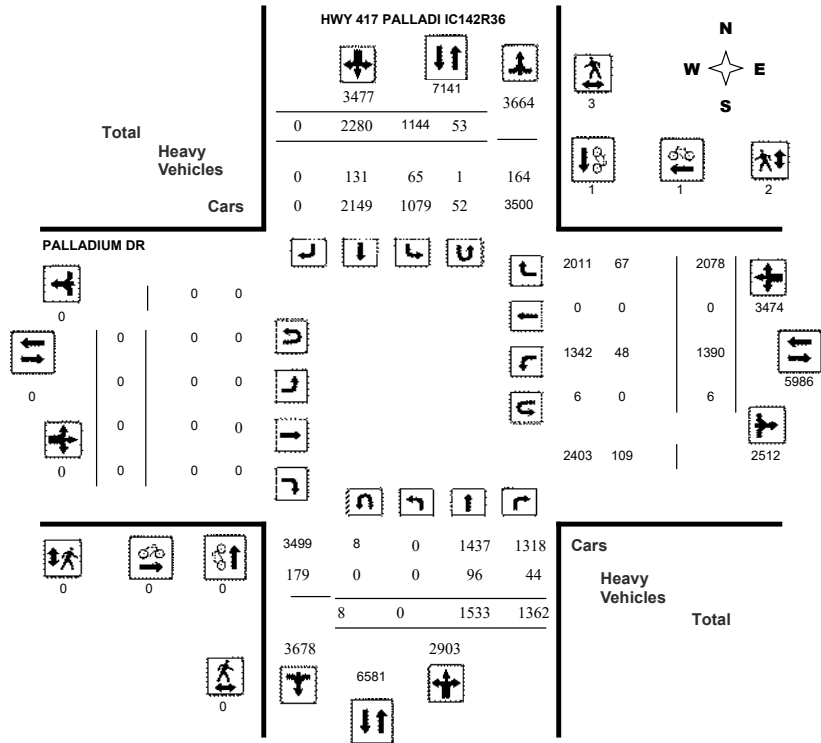 HWY 417 PALLADI IC142R36
N
W E
S
3477 7141 3664
3
Total 0 2280 1144 53
Heavy
Vehicles 0 131 65 1 164
1 1 2
Cars 0 2149 1079 52 3500
PALLADIUM DR
2011 67 2078
0 0 0
0 0 0 0 3474
0 0 0
1342 48 1390
0 0 0 0 5986
6 0 6
0 0 0
2403 109 2512
0 0 0 0
3499 8 0 1437 1318 Cars
179 0 0 96 44 Heavy
Vehicles
0 0 0
8 0 1533 1362 Total
3678 2903
6581
0